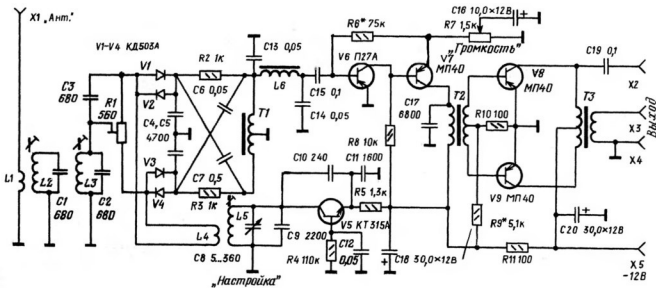 X1 „Ант."
V1-V4 КД503А
C3
680
R1
560
L1
L2
C1
680
L3
C2
680
V1
V2
C4, C5
4700
V3
V4
L4
R2 1к
C6 0,05
C7 0,5
R3 1к
C13 0,05
L6
T1
C14 0,05
C15 0,1
R6* 75к
V6 П27А
V7
МП40
R7 1,5к
„Громкость"
C16 10,0×12В
C17
6800
R8 10к
C10 240
C11 1600
R5 1,3к
L5
C9 2200
V5 КТ315А
R4 110к
C12
0,05
C8 5...360
„Настройка"
C18 30,0×12В
T2
R10 100
V8
МП40
V9 МП40
R9* 5,1к
R11 100
T3
C19 0,1
X2
X3
X4
Выход
C20 30,0×12В
X5
-12В